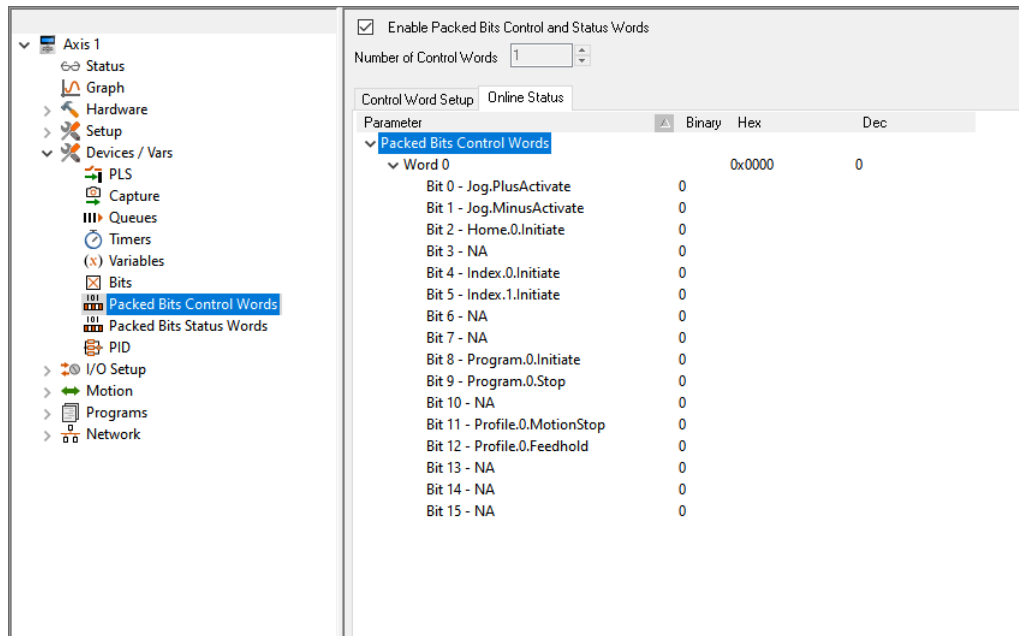 Axis 1
Status
Graph
Hardware
Setup
Devices / Vars
PLS
Capture
Queues
Timers
(x) Variables
Bits
101 Packed Bits Control Words
101 Packed Bits Status Words
PID
I/O Setup
Motion
Programs
Network
Enable Packed Bits Control and Status Words
Number of Control Words 1
Control Word Setup Online Status
Parameter Binary Hex Dec
Packed Bits Control Words
Word 0 0x0000 0
Bit 0 - Jog.PlusActivate 0
Bit 1 - Jog.MinusActivate 0
Bit 2 - Home.0.Initiate 0
Bit 3 - NA 0
Bit 4 - Index.0.Initiate 0
Bit 5 - Index.1.Initiate 0
Bit 6 - NA 0
Bit 7 - NA 0
Bit 8 - Program.0.Initiate 0
Bit 9 - Program.0.Stop 0
Bit 10 - NA 0
Bit 11 - Profile.0.MotionStop 0
Bit 12 - Profile.0.Feedhold 0
Bit 13 - NA 0
Bit 14 - NA 0
Bit 15 - NA 0